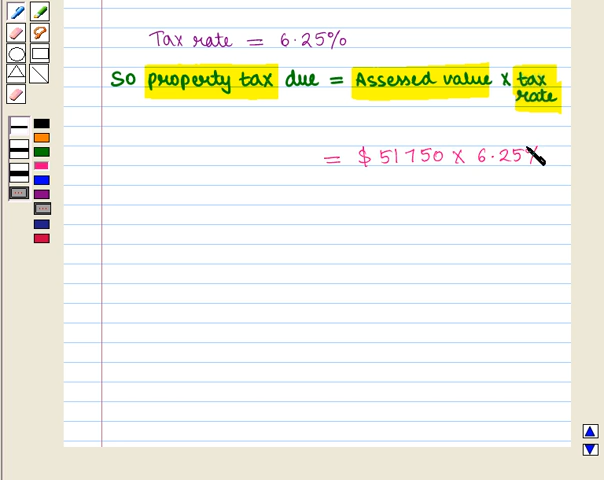 Tax rate = 6.25%
So property tax due = Assessed value x tax
rate
= $51750 x 6.25%